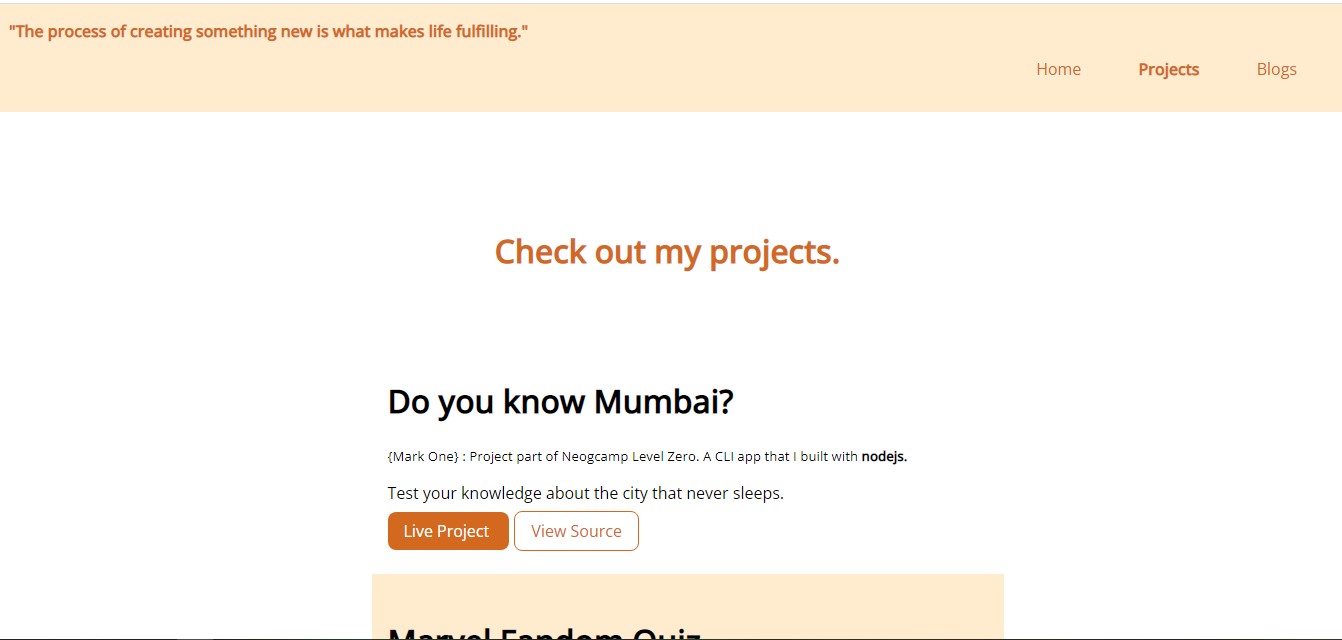 "The process of creating something new is what makes life fulfilling."
Home Projects Blogs
Check out my projects.
Do you know Mumbai?
{Mark One} : Project part of Neogcamp Level Zero. A CLI app that I built with nodejs.
Test your knowledge about the city that never sleeps.
Live Project View Source
Marvel Fandom Quiz